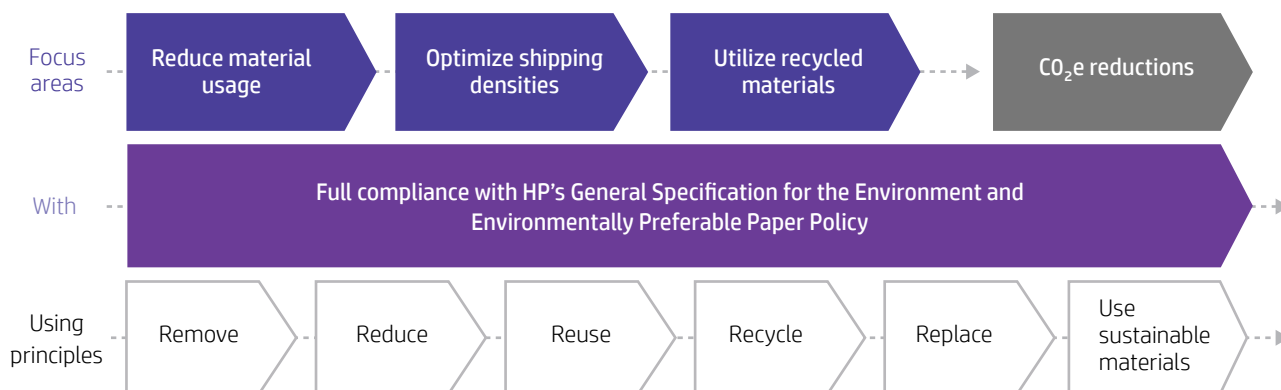 Focus
areas
Reduce material
usage
Optimize shipping
densities
Utilize recycled
materials
CO₂e reductions
With
Full compliance with HP’s General Specification for the Environment and
Environmentally Preferable Paper Policy
Using
principles
Remove
Reduce
Reuse
Recycle
Replace
Use
sustainable
materials